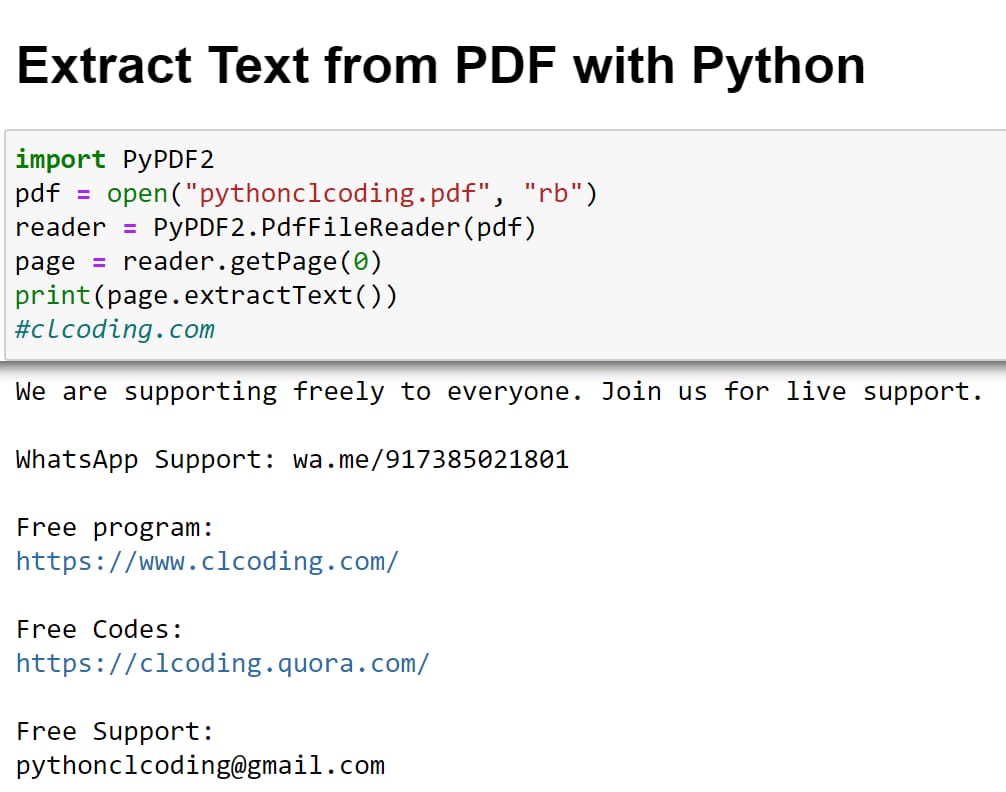 Extract Text from PDF with Python
import PyPDF2
pdf = open("pythonclcoding.pdf", "rb")
reader = PyPDF2.PdfFileReader(pdf)
page = reader.getPage(0)
print(page.extractText())
#clcoding.com
We are supporting freely to everyone. Join us for live support.
WhatsApp Support: wa.me/917385021801
Free program:
https://www.clcoding.com/
Free Codes:
https://clcoding.quora.com/
Free Support:
pythonclcoding@gmail.com